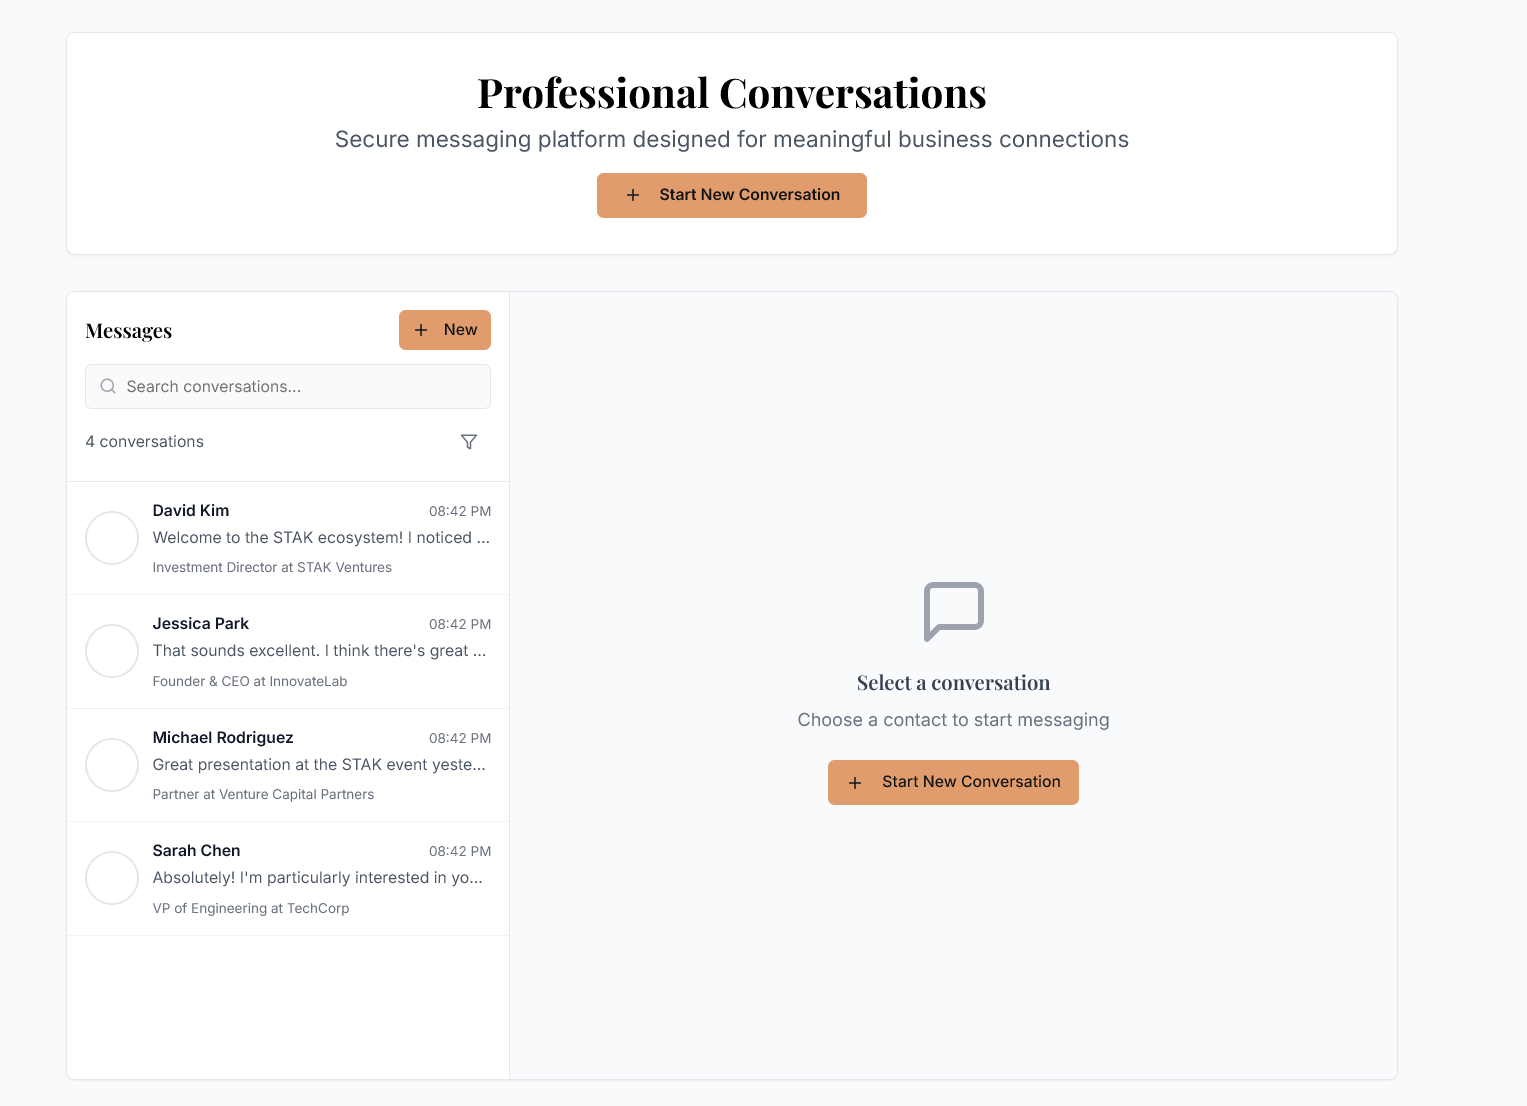 Professional Conversations
Secure messaging platform designed for meaningful business connections
Start New Conversation
Messages
New
Search conversations...
4 conversations
David Kim
08:42 PM
Welcome to the STAK ecosystem! I noticed ...
Investment Director at STAK Ventures
Jessica Park
08:42 PM
That sounds excellent. I think there's great ...
Founder & CEO at InnovateLab
Michael Rodriguez
08:42 PM
Great presentation at the STAK event yeste...
Partner at Venture Capital Partners
Sarah Chen
08:42 PM
Absolutely! I'm particularly interested in yo...
VP of Engineering at TechCorp
Select a conversation
Choose a contact to start messaging
Start New Conversation